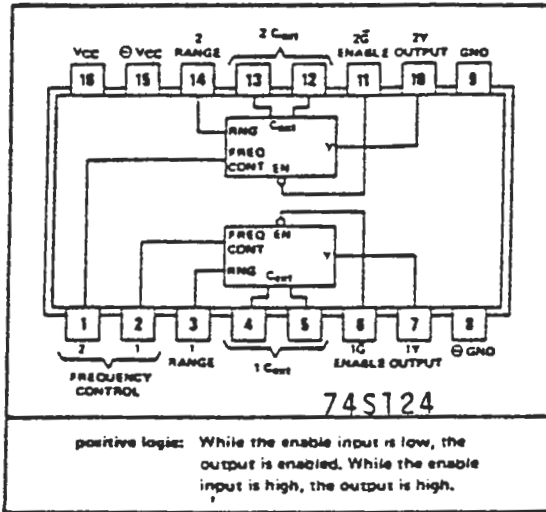 2 2 Cext 2G̅ 2Y
VCC ⊖ VCC RANGE ENABLE OUTPUT GND
16 15 14 13 12 11 10 9
RNG Cext
FREQ Y
CONT EN
FREQ EN
CONT Y
RNG Cext
1 2 3 4 5 6 7 8
2 1 1 1G̅ 1Y ⊖ GND
FREQUENCY RANGE 1 Cext ENABLE OUTPUT
CONTROL
74S124
positive logic: While the enable input is low, the
output is enabled. While the enable
input is high, the output is high.